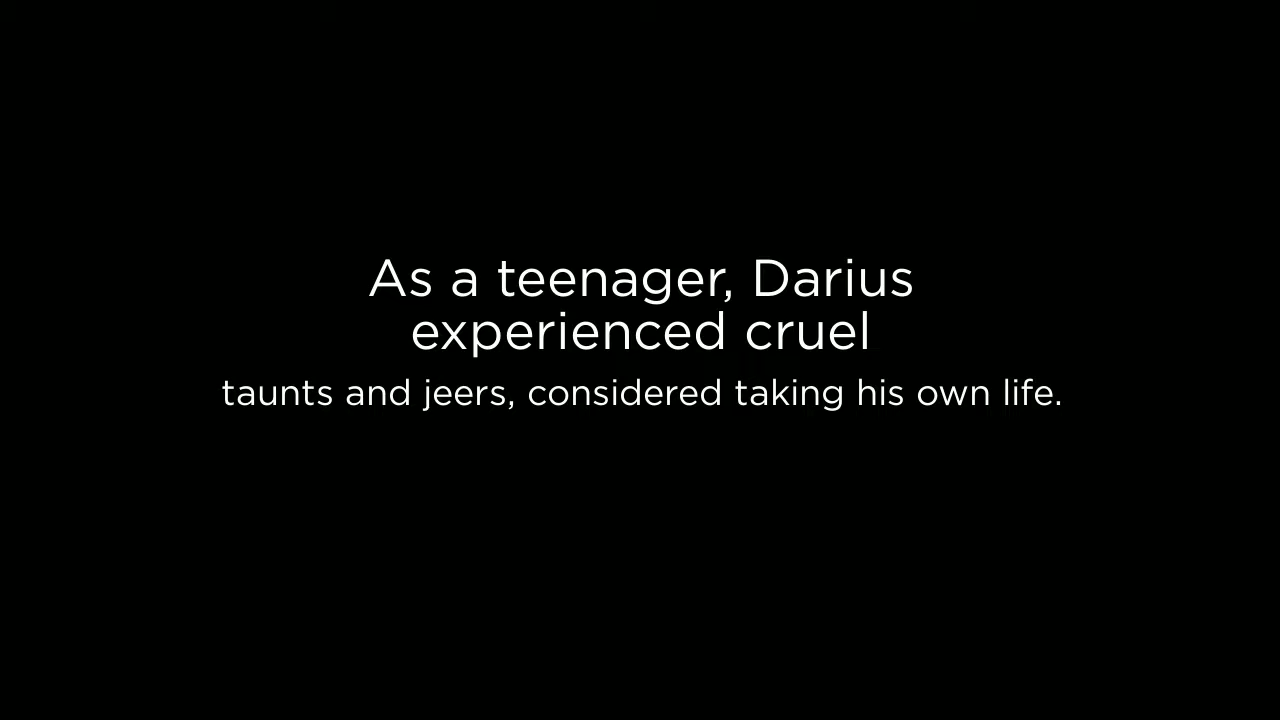 As a teenager, Darius
experienced cruel
taunts and jeers, considered taking his own life.